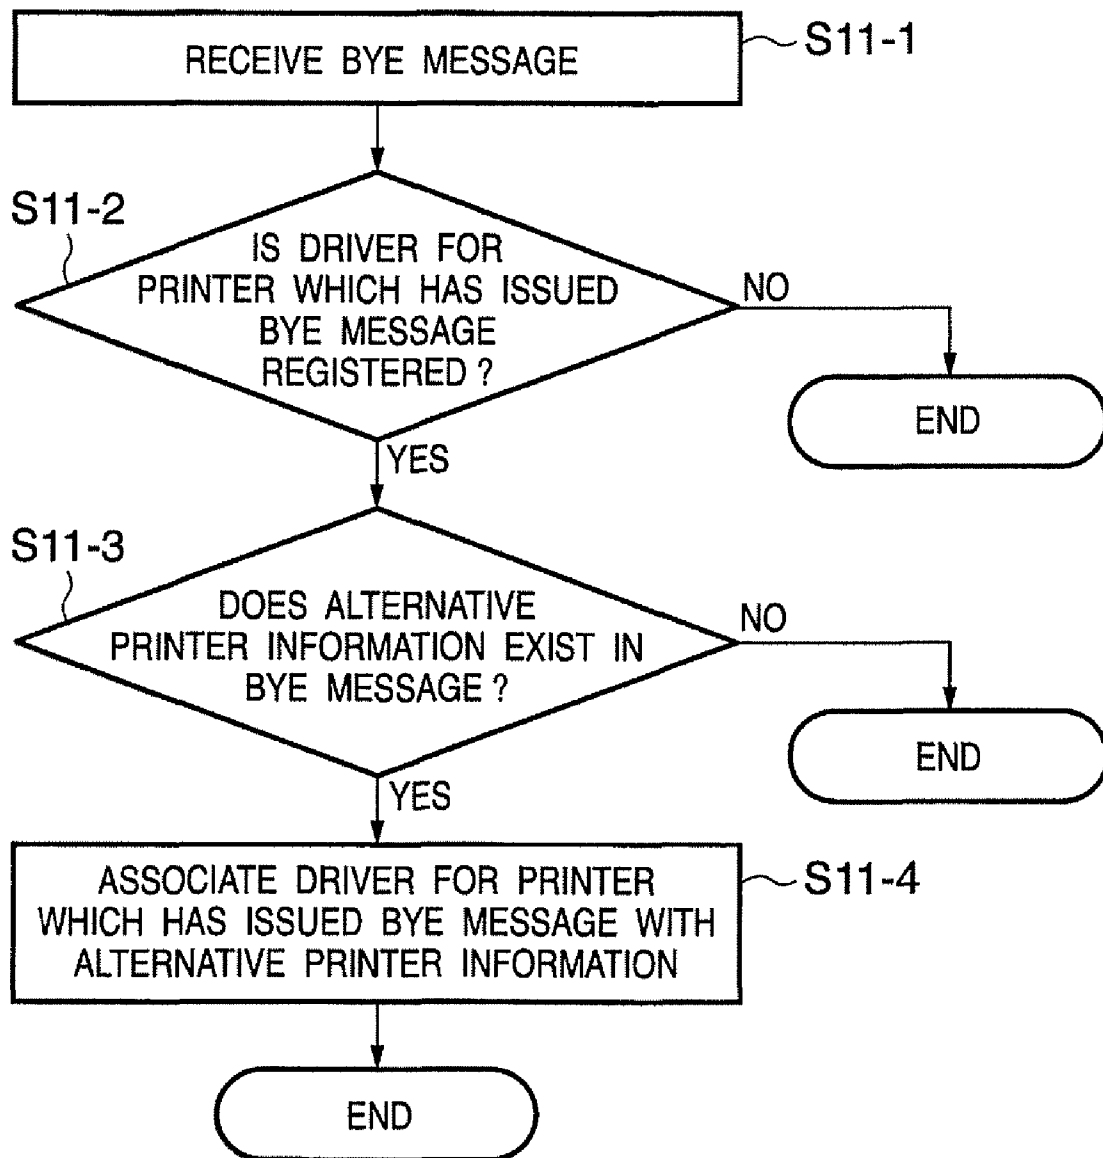 RECEIVE BYE MESSAGE
S11-1
S11-2
IS DRIVER FOR
PRINTER WHICH HAS ISSUED
BYE MESSAGE
REGISTERED ?
NO
END
YES
S11-3
DOES ALTERNATIVE
PRINTER INFORMATION EXIST IN
BYE MESSAGE ?
NO
END
YES
ASSOCIATE DRIVER FOR PRINTER
WHICH HAS ISSUED BYE MESSAGE WITH
ALTERNATIVE PRINTER INFORMATION
S11-4
END